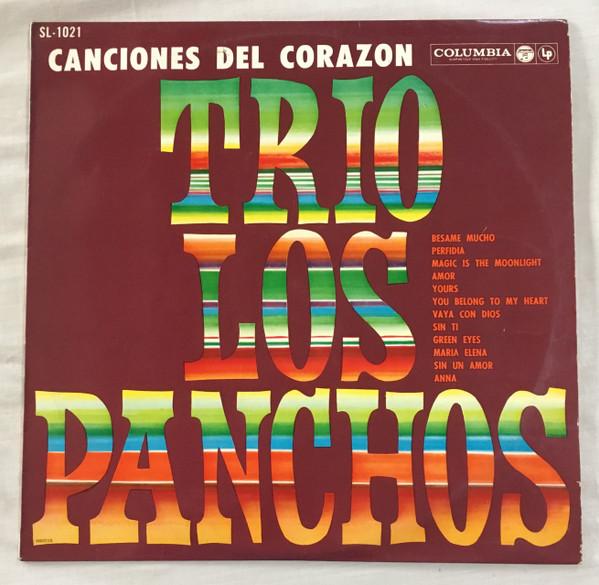 SL-1021
CANCIONES DEL CORAZON
COLUMBIA
LP
TRIO
LOS
PANCHOS
BESAME MUCHO
PERFIDIA
MAGIC IS THE MOONLIGHT
AMOR
YOURS
YOU BELONG TO MY HEART
VAYA CON DIOS
SIN TI
GREEN EYES
MARIA ELENA
SIN UN AMOR
ANNA